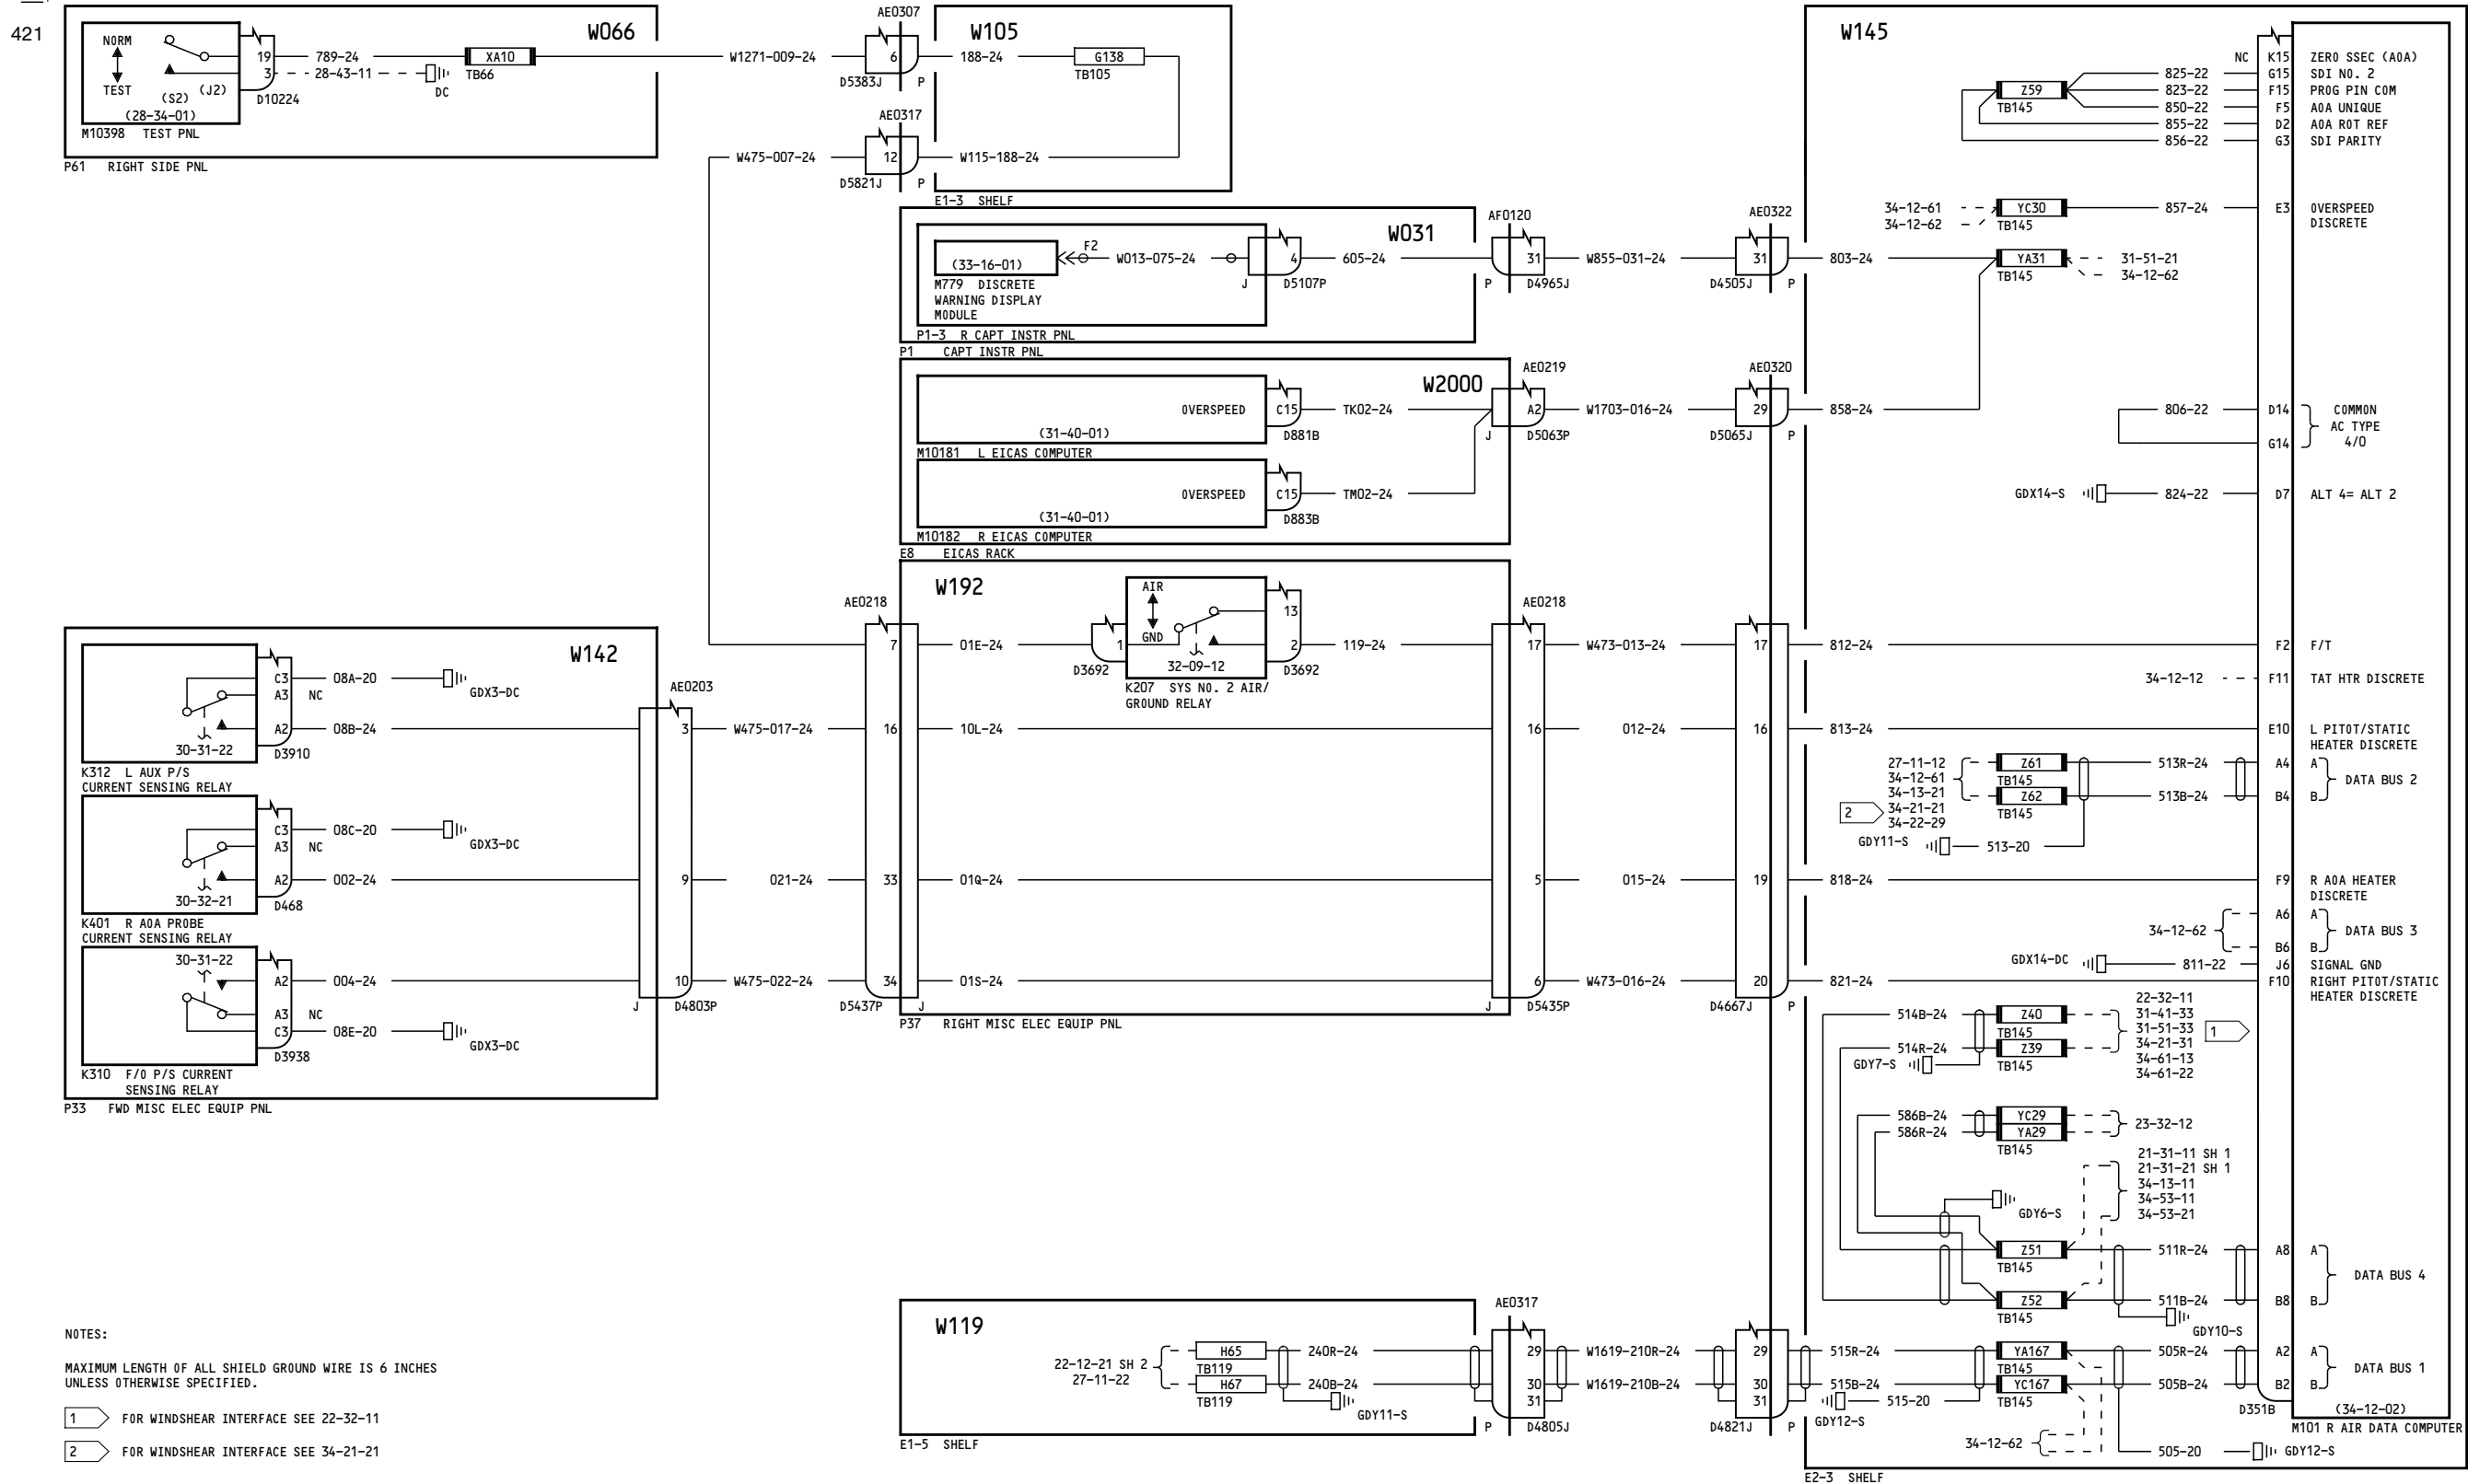 421
W066
NORM
TEST
(S2)
(J2)
(28-34-01)
M10398 TEST PNL
19
3
D10224
789-24
28-43-11
DC
XA10
TB66
P61 RIGHT SIDE PNL
W1271-009-24
AE0307
6
D5383J
P
W105
188-24
G138
TB105
AE0317
W475-007-24
12
D5821J
P
W115-188-24
E1-3 SHELF
W031
(33-16-01)
F2
W013-075-24
4
J
D5107P
M779 DISCRETE
WARNING DISPLAY
MODULE
605-24
P1-3 R CAPT INSTR PNL
P1 CAPT INSTR PNL
AF0120
31
P
D4965J
W855-031-24
AE0322
31
D4505J
P
803-24
W2000
OVERSPEED
C15
TK02-24
(31-40-01)
D881B
M10181 L EICAS COMPUTER
OVERSPEED
C15
TM02-24
(31-40-01)
D883B
M10182 R EICAS COMPUTER
E8 EICAS RACK
AE0219
A2
J
D5063P
W1703-016-24
AE0320
29
D5065J
P
858-24
W192
AIR
GND
32-09-12
K207 SYS NO. 2 AIR/
GROUND RELAY
1
D3692
13
2
D3692
AE0218
7
01E-24
119-24
AE0218
17
W473-013-24
17
812-24
W142
C3
08A-20
GDX3-DC
A3 NC
A2
08B-24
30-31-22
D3910
K312 L AUX P/S
CURRENT SENSING RELAY
C3
08C-20
GDX3-DC
A3 NC
A2
002-24
30-32-21
D468
K401 R AOA PROBE
CURRENT SENSING RELAY
30-31-22
A2
004-24
A3 NC
C3
08E-20
GDX3-DC
D3938
K310 F/O P/S CURRENT
SENSING RELAY
P33 FWD MISC ELEC EQUIP PNL
AE0203
3
W475-017-24
16
10L-24
16
012-24
16
813-24
9
021-24
33
01Q-24
5
015-24
19
818-24
10
W475-022-24
34
01S-24
6
W473-016-24
20
821-24
J
D4803P
D5437P
J
J
D5435P
D4667J
P
P37 RIGHT MISC ELEC EQUIP PNL
W119
22-12-21 SH 2
27-11-22
H65
TB119
H67
TB119
240R-24
240B-24
GDY11-S
E1-5 SHELF
AE0317
29
30
31
P
D4805J
W1619-210R-24
W1619-210B-24
29
30
31
D4821J
P
515R-24
515B-24
GDY12-S
515-20
W145
NC
K15
ZERO SSEC (AOA)
825-22
G15
SDI NO. 2
Z59
TB145
823-22
F15
PROG PIN COM
850-22
F5
AOA UNIQUE
855-22
D2
AOA ROT REF
856-22
G3
SDI PARITY
34-12-61
34-12-62
YC30
TB145
857-24
E3
OVERSPEED
DISCRETE
YA31
TB145
31-51-21
34-12-62
806-22
D14
G14
COMMON
AC TYPE
4/0
GDX14-S
824-22
D7
ALT 4= ALT 2
F2
F/T
34-12-12
F11
TAT HTR DISCRETE
E10
L PITOT/STATIC
HEATER DISCRETE
27-11-12
34-12-61
34-13-21
34-21-21
34-22-29
2
Z61
TB145
Z62
TB145
513R-24
513B-24
A4
B4
A
B
DATA BUS 2
GDY11-S
513-20
F9
R AOA HEATER
DISCRETE
34-12-62
A6
B6
A
B
DATA BUS 3
GDX14-DC
811-22
J6
SIGNAL GND
F10
RIGHT PITOT/STATIC
HEATER DISCRETE
514B-24
Z40
TB145
514R-24
Z39
TB145
GDY7-S
22-32-11
31-41-33
31-51-33
34-21-31
34-61-13
34-61-22
1
586B-24
YC29
586R-24
YA29
TB145
23-32-12
21-31-11 SH 1
21-31-21 SH 1
34-13-11
34-53-11
34-53-21
GDY6-S
Z51
TB145
511R-24
A8
A
Z52
TB145
511B-24
B8
B
DATA BUS 4
GDY10-S
YA167
TB145
505R-24
A2
A
YC167
TB145
505B-24
B2
B
DATA BUS 1
34-12-62
505-20
GDY12-S
D351B
(34-12-02)
M101 R AIR DATA COMPUTER
E2-3 SHELF
NOTES:
MAXIMUM LENGTH OF ALL SHIELD GROUND WIRE IS 6 INCHES
UNLESS OTHERWISE SPECIFIED.
1 FOR WINDSHEAR INTERFACE SEE 22-32-11
2 FOR WINDSHEAR INTERFACE SEE 34-21-21